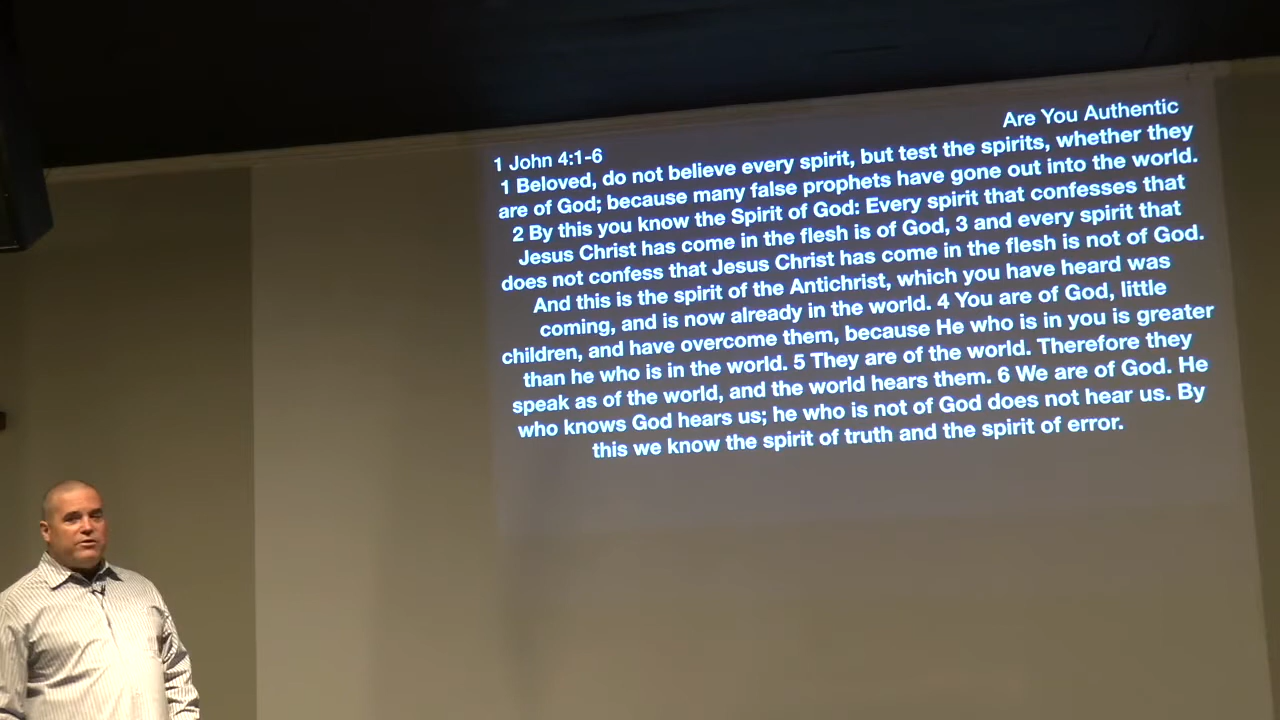 Are You Authentic
1 John 4:1-6
1 Beloved, do not believe every spirit, but test the spirits, whether they
are of God; because many false prophets have gone out into the world.
2 By this you know the Spirit of God: Every spirit that confesses that
Jesus Christ has come in the flesh is of God, 3 and every spirit that
does not confess that Jesus Christ has come in the flesh is not of God.
And this is the spirit of the Antichrist, which you have heard was
coming, and is now already in the world. 4 You are of God, little
children, and have overcome them, because He who is in you is greater
than he who is in the world. 5 They are of the world. Therefore they
speak as of the world, and the world hears them. 6 We are of God. He
who knows God hears us; he who is not of God does not hear us. By
this we know the spirit of truth and the spirit of error.